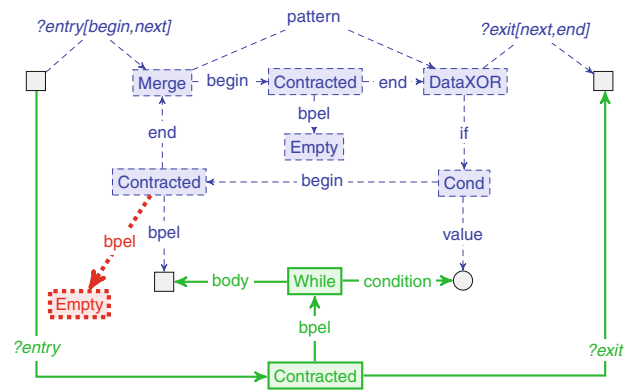 pattern
?entry[begin,next]
?exit[next,end]
Merge
begin
Contracted
end
DataXOR
bpel
end
if
Empty
Contracted
begin
Cond
bpel
bpel
value
body
While
condition
Empty
bpel
?entry
?exit
Contracted